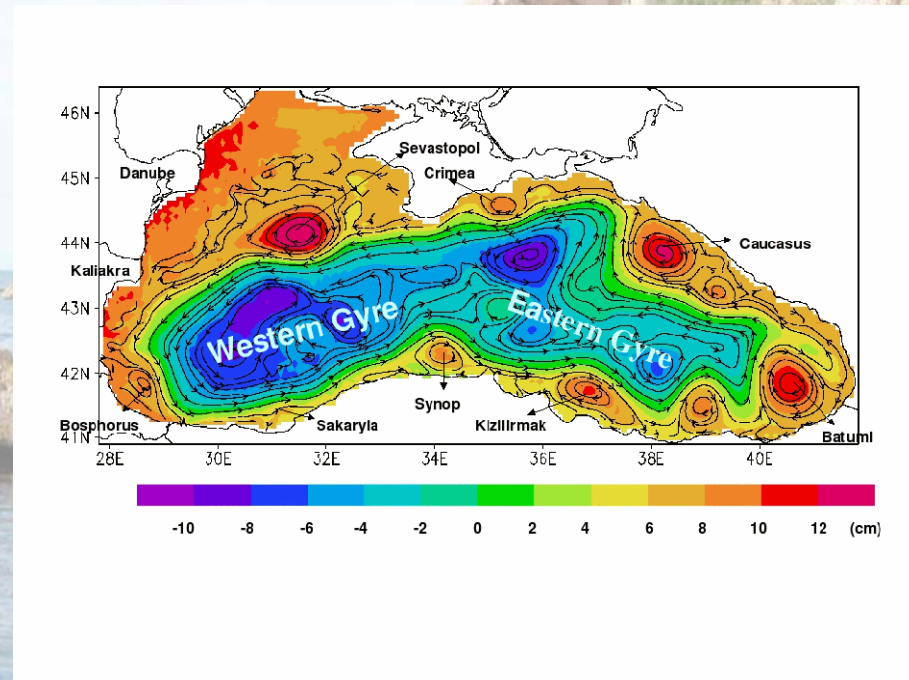 46N
Sevastopol
Danube
Crimea
45N
44N
Caucasus
Kaliakra
43N
Western Gyre
Eastern Gyre
42N
Synop
Bosphorus
Sakaryla
Kizilirmak
41N
Batumi
28E 30E 32E 34E 36E 38E 40E
-10 -8 -6 -4 -2 0 2 4 6 8 10 12 (cm)